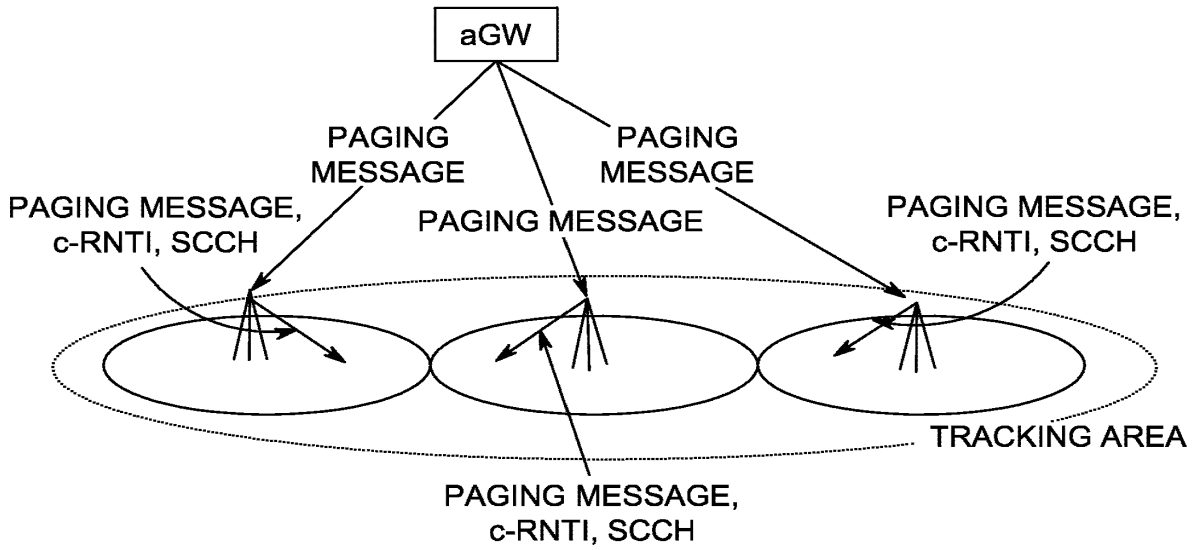 aGW
PAGING
MESSAGE
PAGING
MESSAGE
PAGING MESSAGE,
c-RNTI, SCCH
PAGING MESSAGE
PAGING MESSAGE,
c-RNTI, SCCH
TRACKING AREA
PAGING MESSAGE,
c-RNTI, SCCH